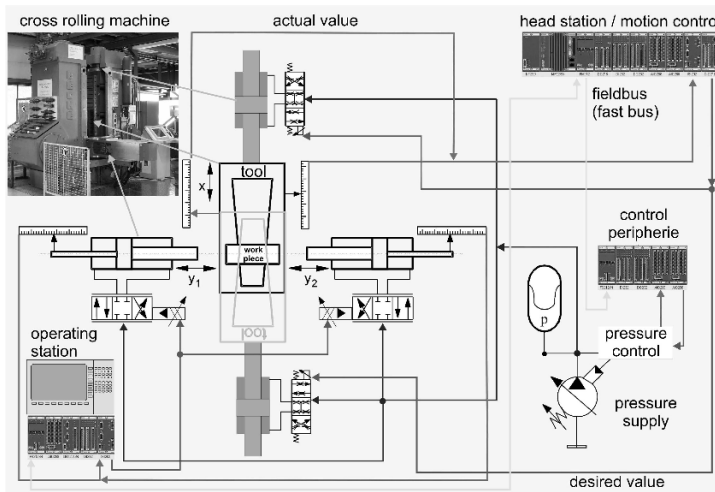 cross rolling machine
actual value
head station / motion control
fieldbus
(fast bus)
tool
x
control
peripherie
work
piece
y1
y2
p
operating
station
tool
pressure
control
pressure
supply
desired value